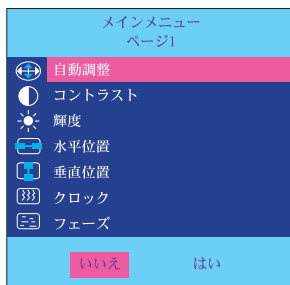 メインメニュー
ページ1
自動調整
コントラスト
輝度
水平位置
垂直位置
クロック
フェーズ
いいえ はい